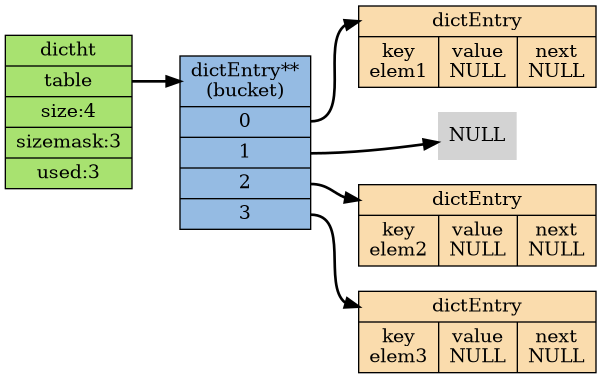 dictht
table
size:4
sizemask:3
used:3
dictEntry**
(bucket)
0
1
2
3
dictEntry
key value next
elem1 NULL NULL
NULL
dictEntry
key value next
elem2 NULL NULL
dictEntry
key value next
elem3 NULL NULL